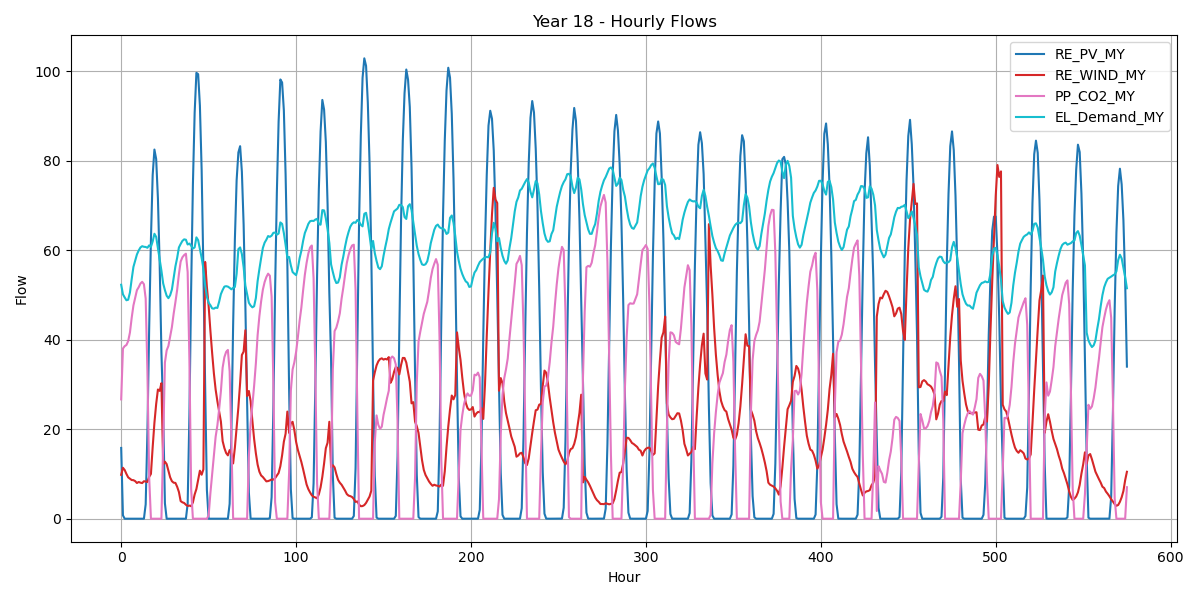 Year 18 - Hourly Flows
RE_PV_MY
RE_WIND_MY
PP_CO2_MY
EL_Demand_MY
Flow
100
80
60
40
20
0
0 100 200 300 400 500 600
Hour